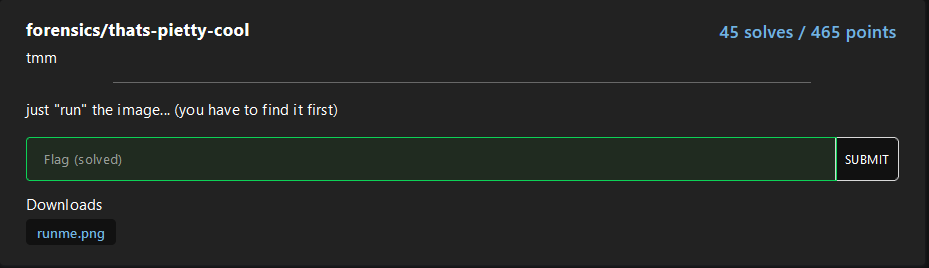 forensics/thats-pietty-cool
45 solves / 465 points
tmm
just "run" the image... (you have to find it first)
Flag (solved)
SUBMIT
Downloads
runme.png